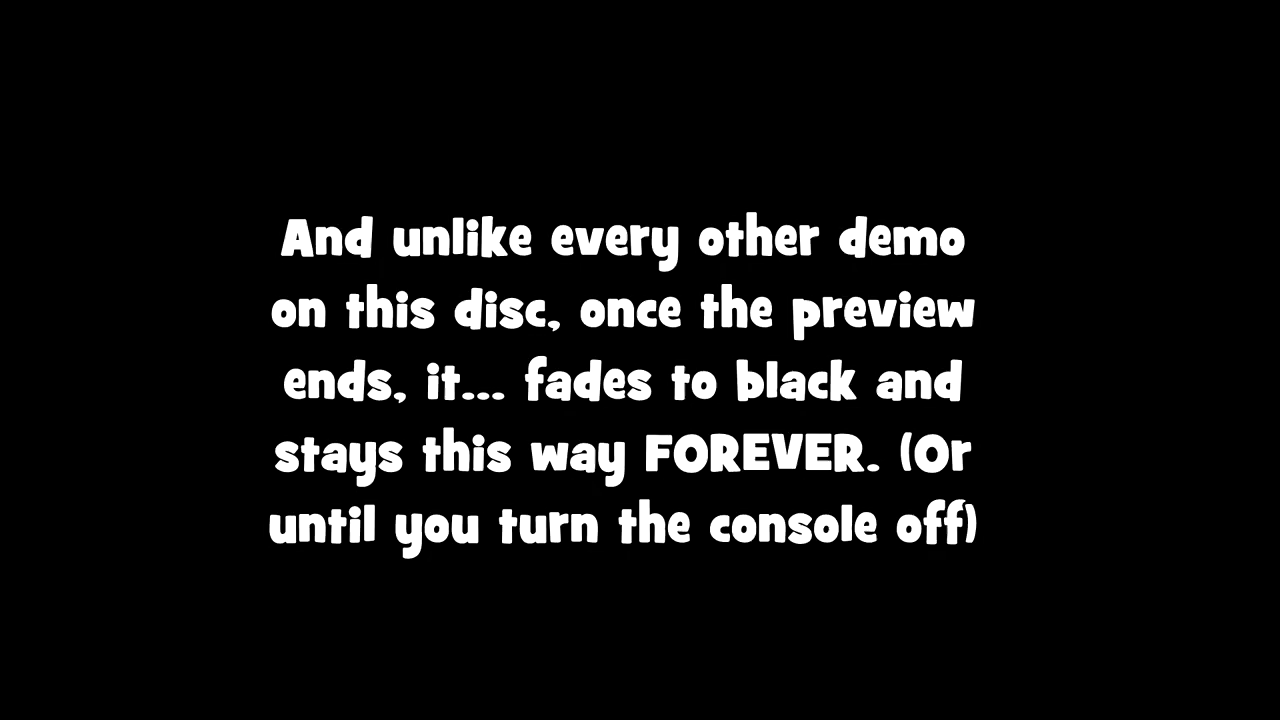 And unlike every other demo
on this disc, once the preview
ends, it... fades to black and
stays this way FOREVER. (Or
until you turn the console off)